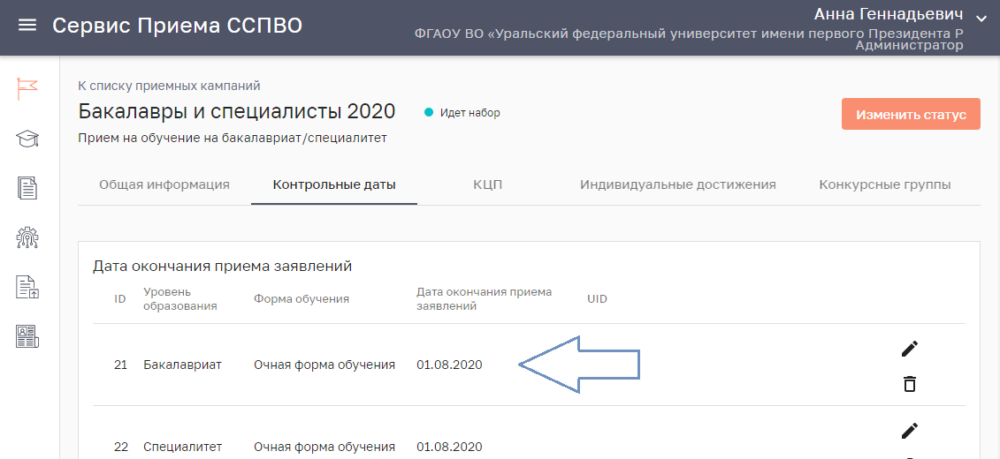 Сервис Приема ССПВО
Анна Геннадьевич
ФГАОУ ВО «Уральский федеральный университет имени первого Президента Р
Администратор
К списку приемных кампаний
Бакалавры и специалисты 2020
Идет набор
Изменить статус
Прием на обучение на бакалавриат/специалитет
Общая информация
Контрольные даты
КЦП
Индивидуальные достижения
Конкурсные группы
Дата окончания приема заявлений
ID
Уровень
образования
Форма обучения
Дата окончания приема
заявлений
UID
21 Бакалавриат Очная форма обучения 01.08.2020
22 Специалитет Очная форма обучения 01.08.2020